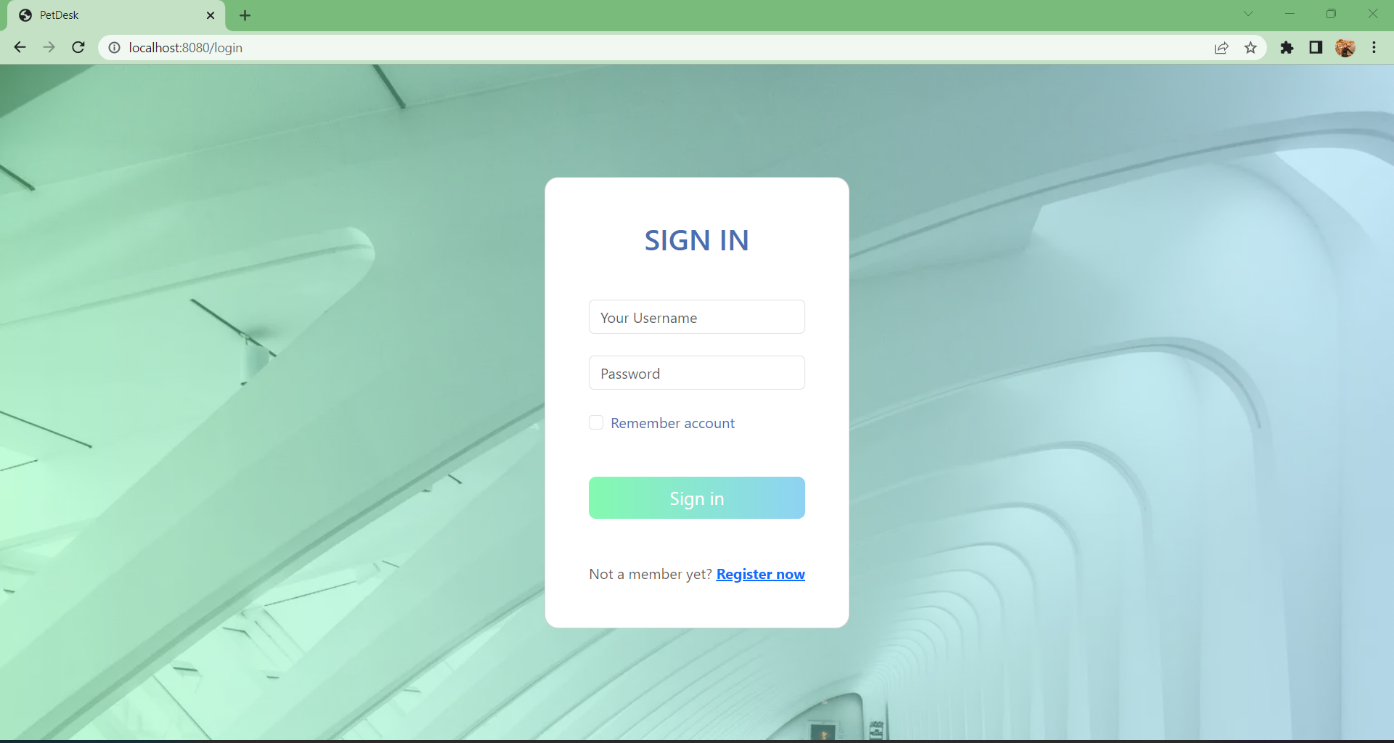 PetDesk
localhost:8080/login
SIGN IN
Your Username
Password
Remember account
Sign in
Not a member yet? Register now